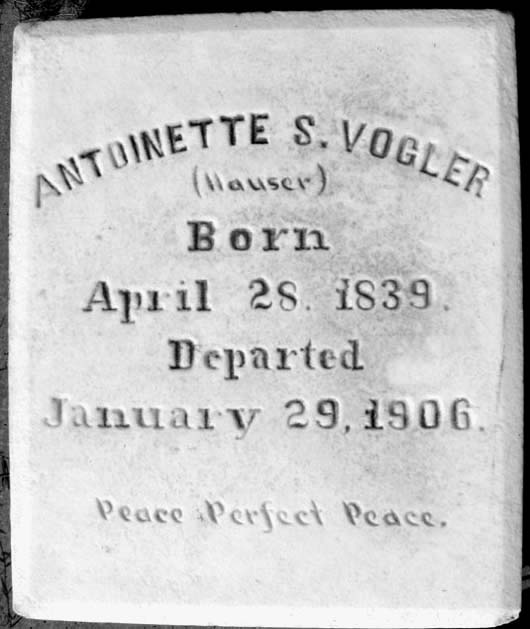 ANTOINETTE S. VOGLER
(Hauser)
Born
April 28. 1839.
Departed
January 29, 1906.
Peace Perfect Peace.